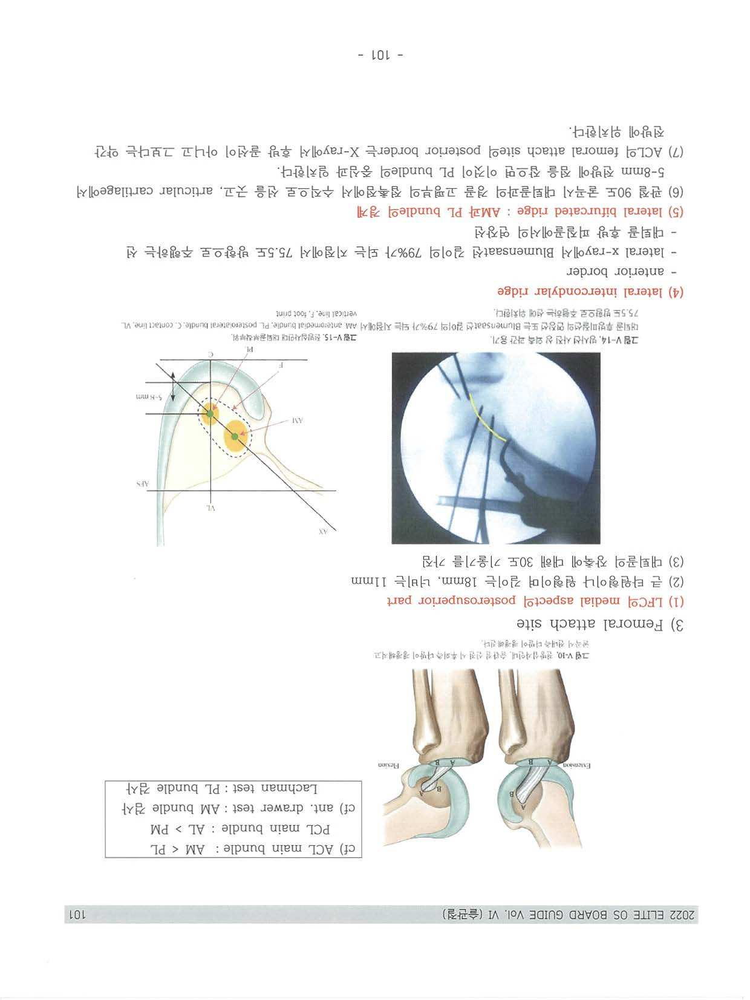 2022 ELITE OS BOARD GUIDE Vol. VI (슬관절) 101
cf) ACL main bundle : AM < PL
PCL main bundle : AL > PM
cf) ant. drawer test : AM bundle 검사
Lachman test : PL bundle 검사
Extension
A
B
A
B
Flexion
A
B
A
B
그림 V-10. 전방십자인대. 슬관절 신전 시 후외측 다발이 팽팽해지고
굴곡 시 전내측 다발이 팽팽해진다.
3) Femoral attach site
(1) LFC의 medial aspect의 posterosuperior part
(2) 큰 타원형이나 원형이며 길이는 18mm, 너비는 11mm
(3) 대퇴골의 장축에 대해 30도 기울기를 가짐
AX
VL
AFS
AM
5-8 mm
F
PL
C
그림 V-14. 방사선 사진 상 외측 과간 융기.
대퇴골 후방피질선의 연장선 또는 Blumensaat선 길이의 79%가 되는 지점에서
75.5도 방향으로 주행하는 선에 위치한다.
그림 V-15. 전방십자인대 대퇴골부착부위.
AM anteromedial bundle, PL posterolateral bundle, C. contact line, VL
vertical line, F. foot print
(4) lateral intercondylar ridge
- anterior border
- lateral x-ray에서 Blumensaat선 길이의 79%가 되는 지점에서 75.5도 방향으로 주행하는 선
- 대퇴골 후방 피질골에서의 연장선
(5) lateral bifurcated ridge : AM과 PL bundle의 경계
(6) 관절 90도 굴곡시 대퇴골과의 경골 고평부의 접촉점에서 수직으로 선을 긋고, articular cartilage에서
5-8mm 전방에 점을 잡으면 이것이 PL bundle의 중심과 일치한다.
(7) ACL의 femoral attach site의 posterior border는 X-ray에서 후방 골선이 아니고 그보다는 약간
전방에 위치한다.
- 101 -